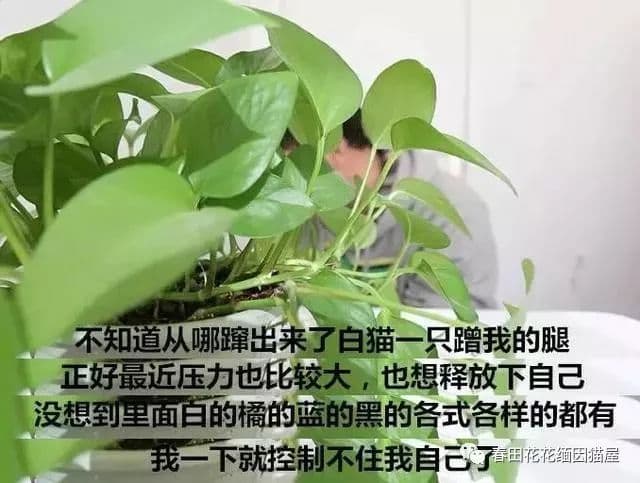 不知道从哪蹿出来了白猫一只蹭我的腿
正好最近压力也比较大，也想释放下自己
没想到里面白的橘的蓝的黑的各式各样的都有
我一下就控制不住我自己了
春田花花缅因猫屋